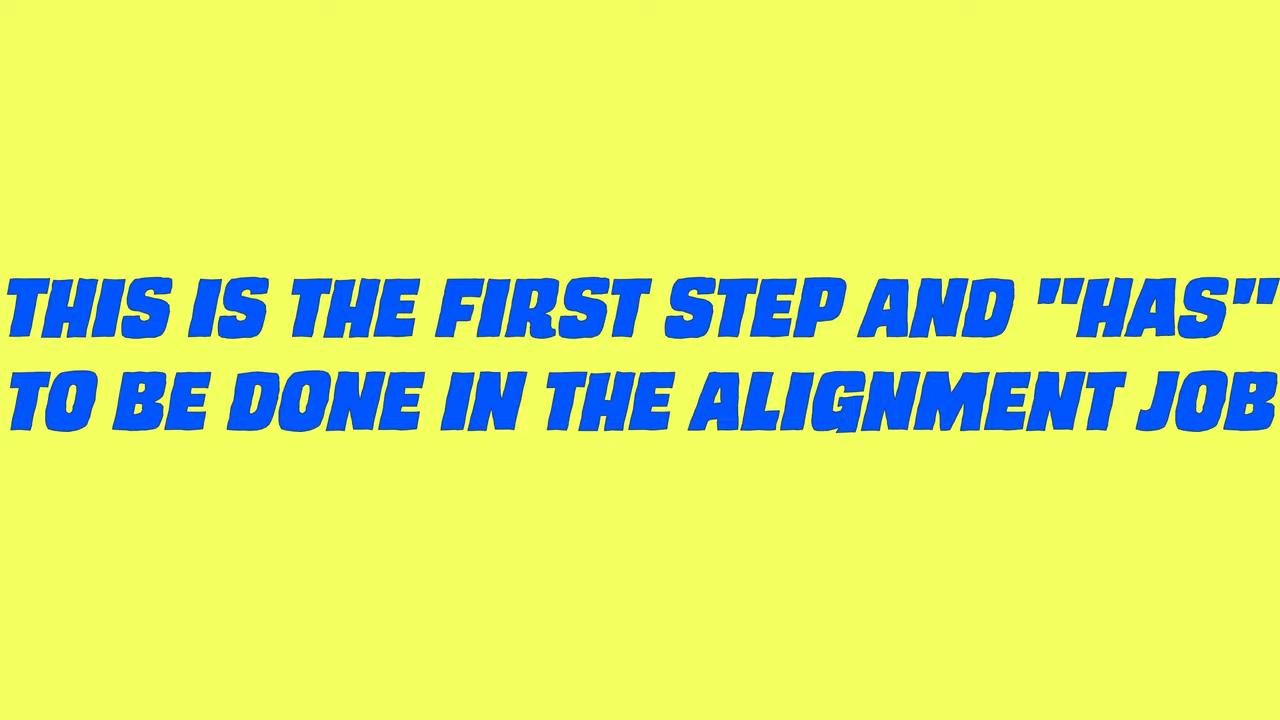 THIS IS THE FIRST STEP AND "HAS"
TO BE DONE IN THE ALIGNMENT JOB